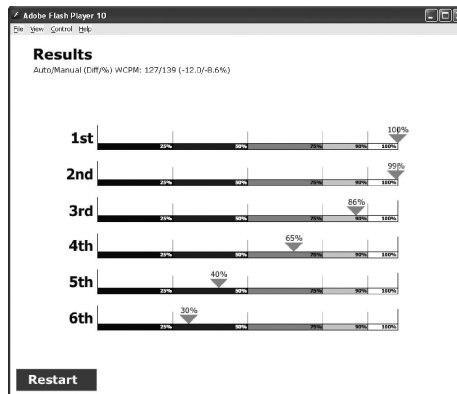 Adobe Flash Player 10
File View Control Help
Results
Auto/Manual (Diff/%) WCPM: 127/139 (-12.0/-8.6%)
100%
1st
25% 50% 75% 90% 100%
99%
2nd
25% 50% 75% 90% 100%
86%
3rd
25% 50% 75% 90% 100%
65%
4th
25% 50% 75% 90% 100%
40%
5th
25% 50% 75% 90% 100%
30%
6th
25% 50% 75% 90% 100%
Restart